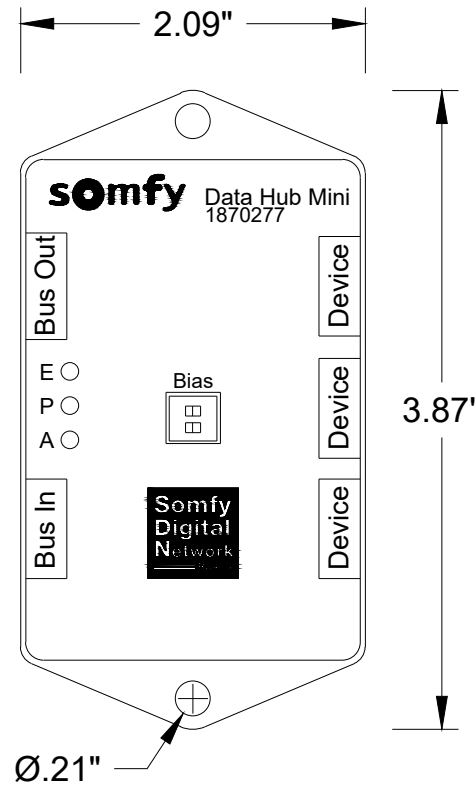 2.09"
somfy Data Hub Mini
1870277
Bus Out
Device
E
P
A
Bias
Device
3.87"
Bus In
Somfy
Digital
Network
Device
Ø.21"